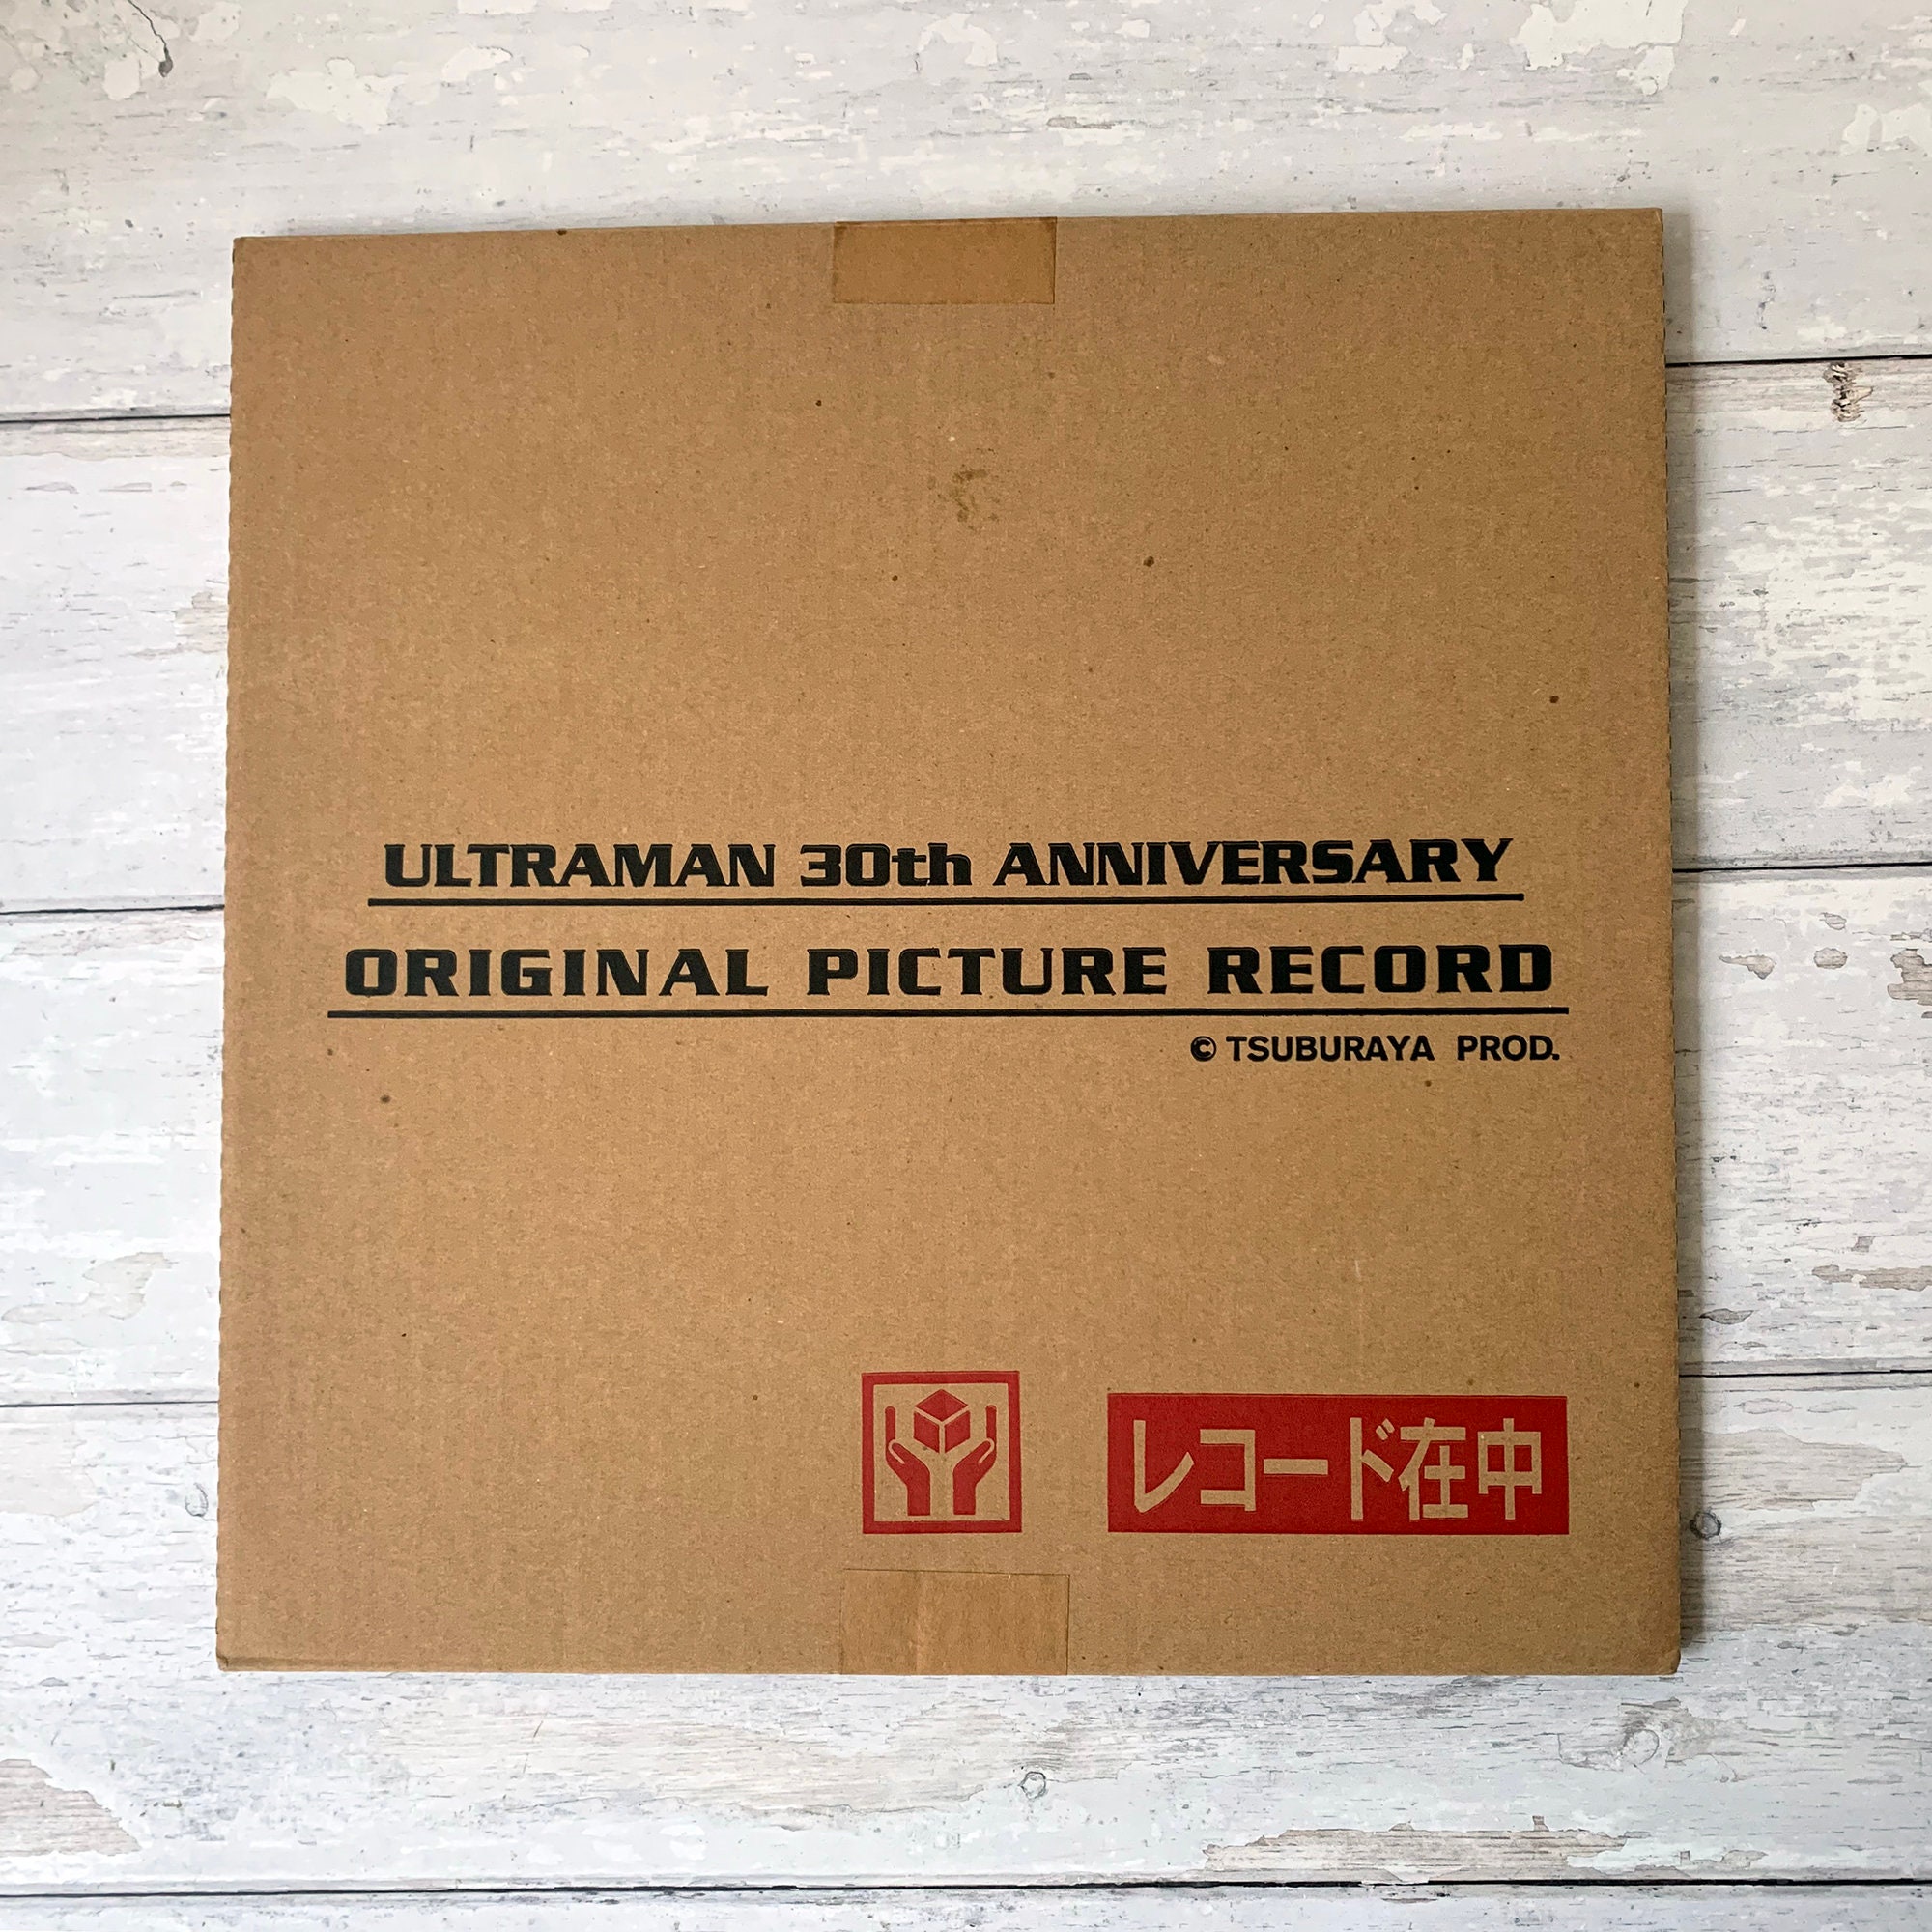 ULTRAMAN 30th ANNIVERSARY
ORIGINAL PICTURE RECORD
© TSUBURAYA PROD.
レコード在中